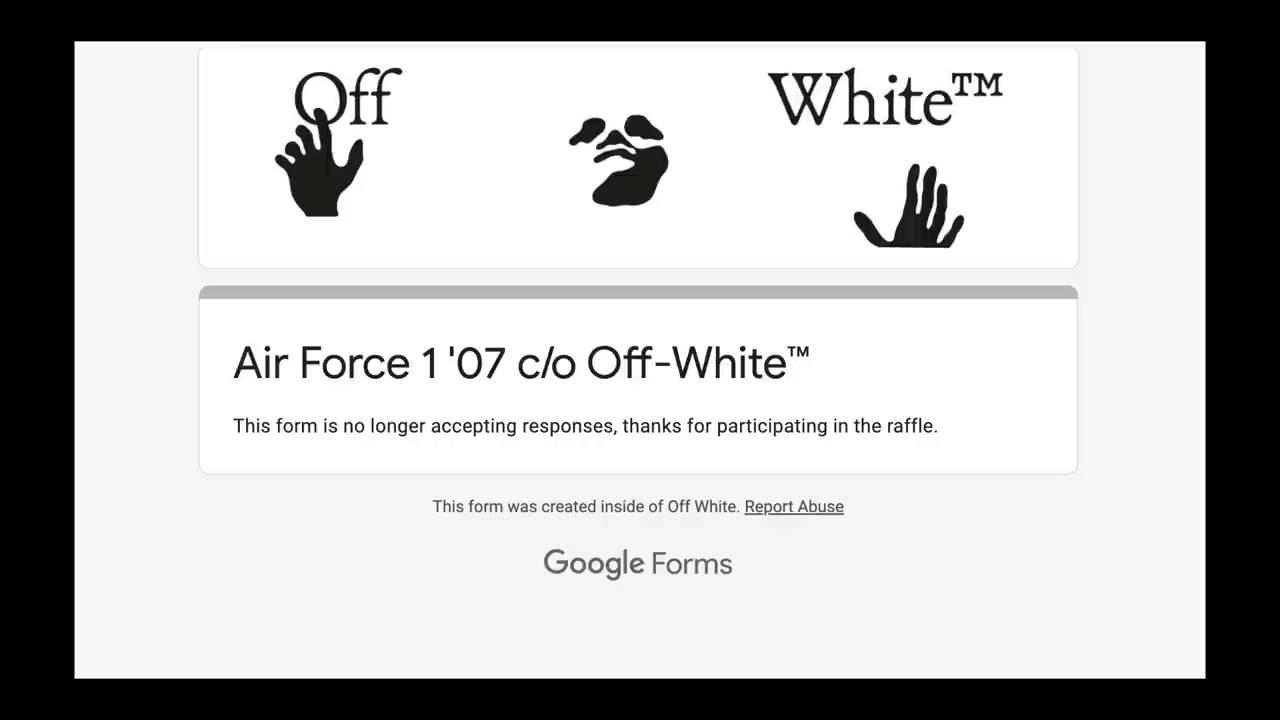 Off White™
Air Force 1 '07 c/o Off-White™
This form is no longer accepting responses, thanks for participating in the raffle.
This form was created inside of Off White. Report Abuse
Google Forms